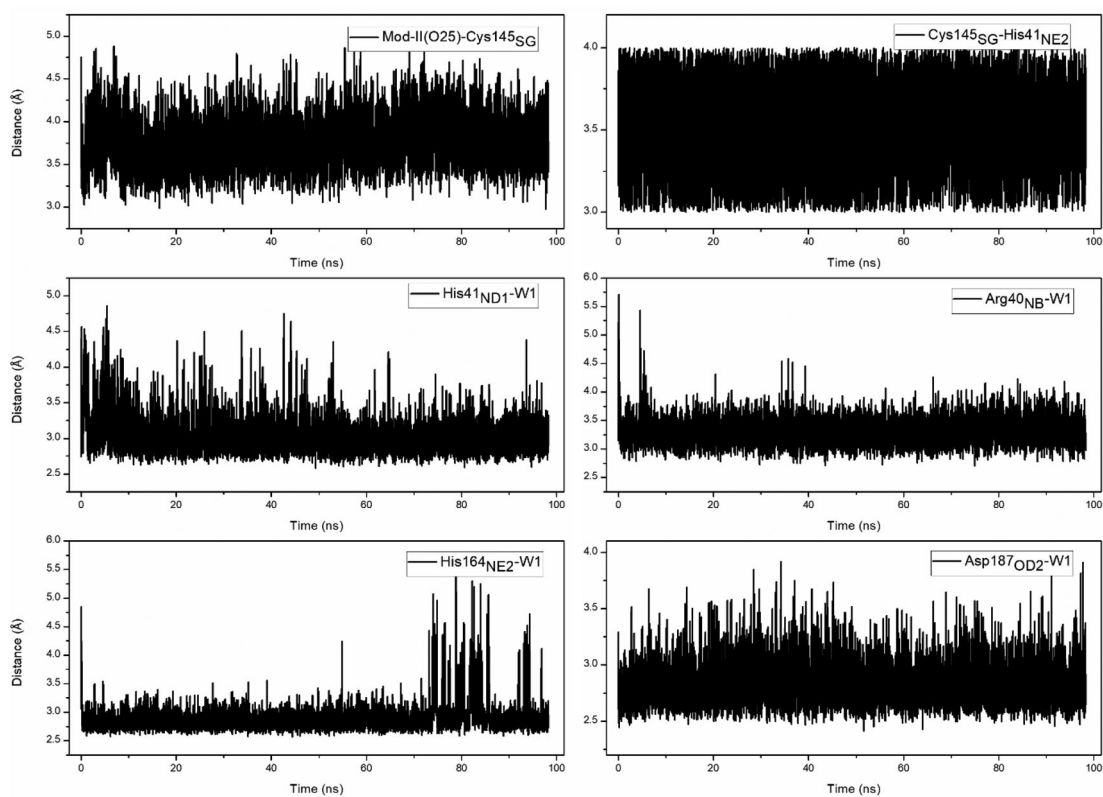 Mod-II(O25)-Cys145SG
Distance (Å)
5.0
4.5
4.0
3.5
3.0
0 20 40 60 80 100
Time (ns)
Cys145SG-His41NE2
4.0
3.5
3.0
0 20 40 60 80 100
Time (ns)
His41ND1-W1
Distance (Å)
5.0
4.5
4.0
3.5
3.0
2.5
0 20 40 60 80 100
Time (ns)
Arg40NB-W1
6.0
5.5
5.0
4.5
4.0
3.5
3.0
2.5
0 20 40 60 80 100
Time (ns)
His164NE2-W1
Distance (Å)
6.0
5.5
5.0
4.5
4.0
3.5
3.0
2.5
0 20 40 60 80 100
Time (ns)
Asp187OD2-W1
4.0
3.5
3.0
2.5
0 20 40 60 80 100
Time (ns)